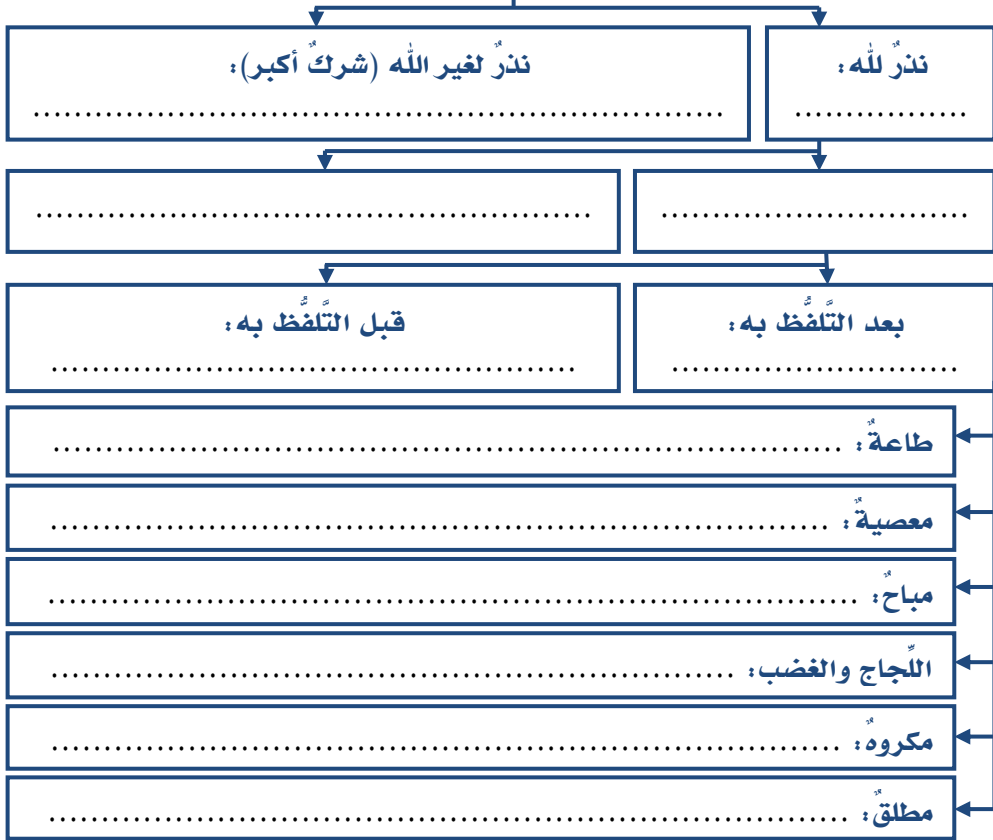 نذرٌ لله:
.................
نذرٌ لغير الله (شركٌ أكبر):
...................................................................
..............................
......................................................
بعد التَّلفُّظ به:
............................
قبل التَّلفُّظ به:
...................................................
طاعةٌ: .............................................................................
معصيةٌ: ............................................................................
مباحٌ: ...............................................................................
اللِّجاج والغضب: ...................................................................
مكروهٌ: .............................................................................
مطلقٌ: ..............................................................................